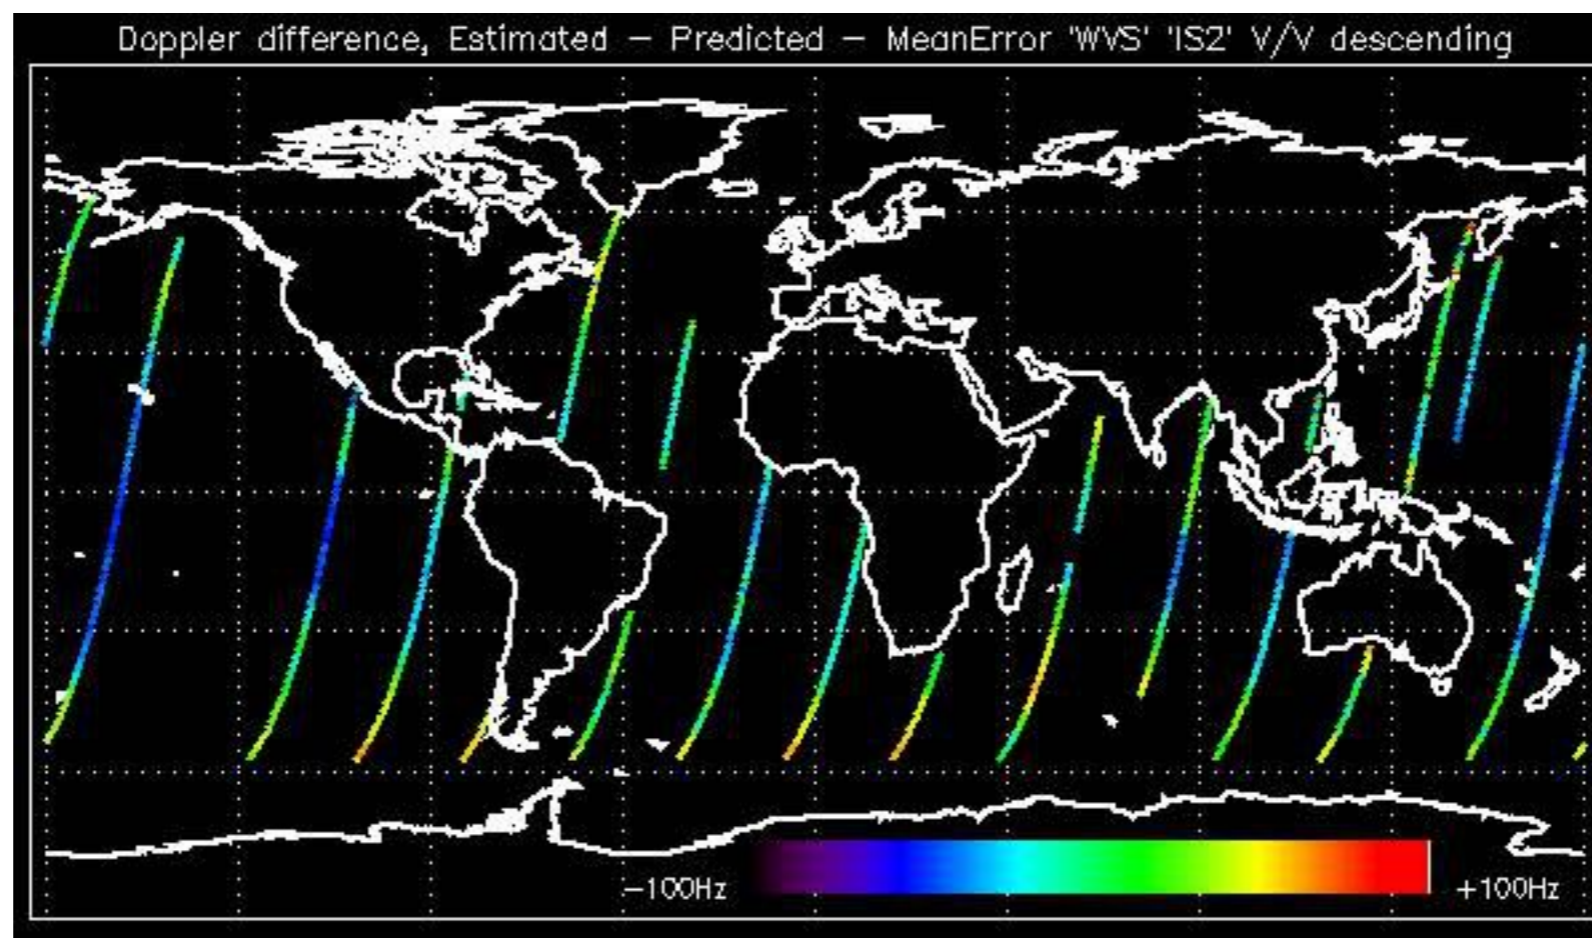 Doppler difference, Estimated – Predicted – MeanError 'WVS' 'IS2' V/V descending
–100Hz
+100Hz